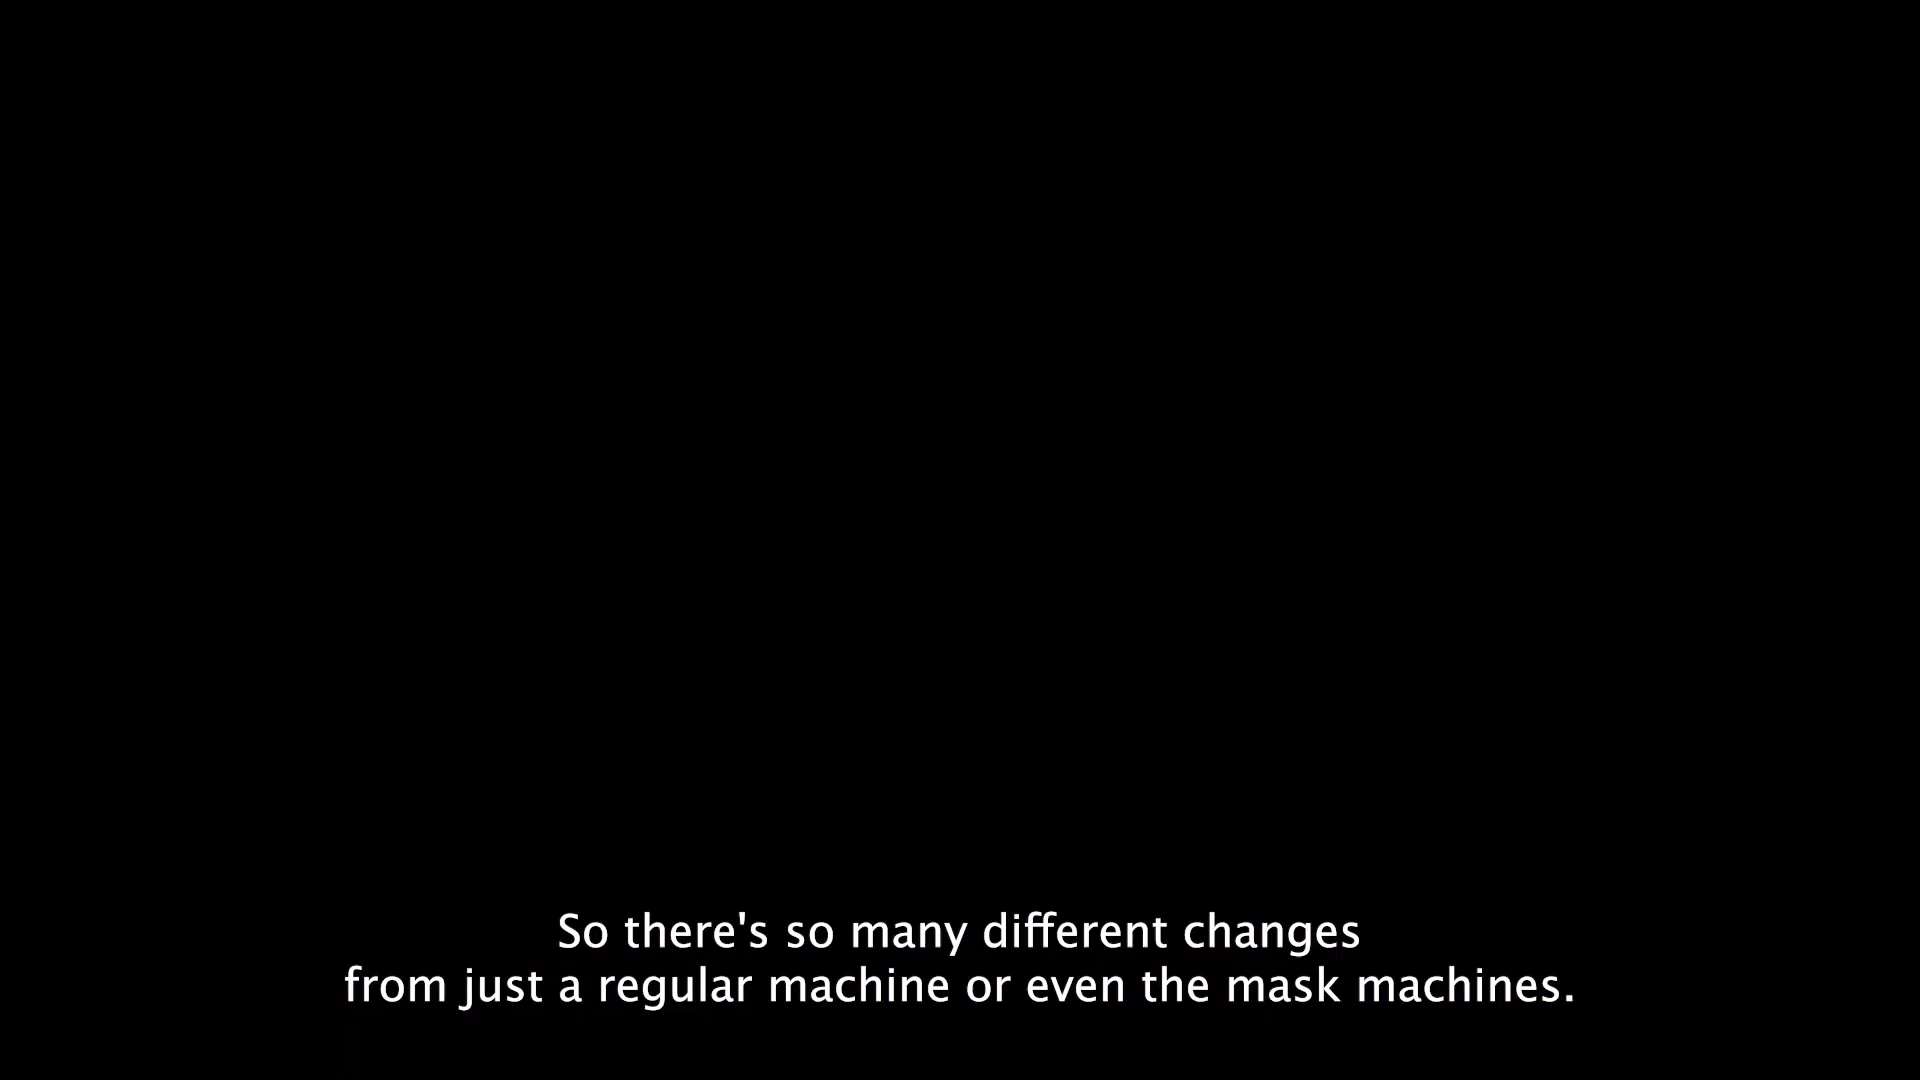 So there's so many different changes
from just a regular machine or even the mask machines.